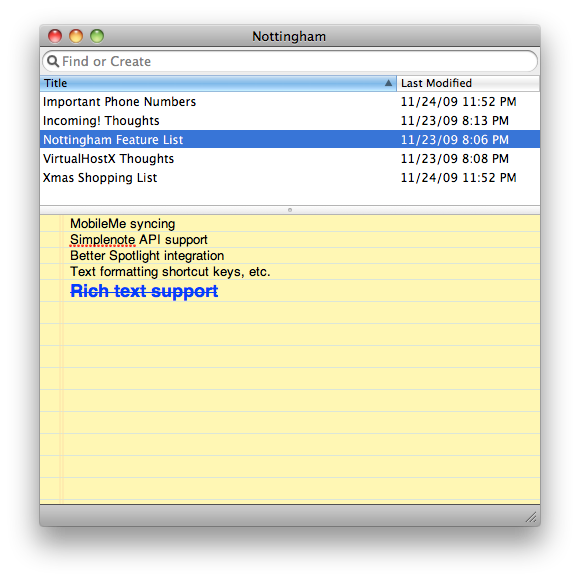 Nottingham
Find or Create
Title Last Modified
Important Phone Numbers 11/24/09 11:52 PM
Incoming! Thoughts 11/23/09 8:13 PM
Nottingham Feature List 11/23/09 8:06 PM
VirtualHostX Thoughts 11/23/09 8:08 PM
Xmas Shopping List 11/24/09 11:52 PM
MobileMe syncing
Simplenote API support
Better Spotlight integration
Text formatting shortcut keys, etc.
Rich text support